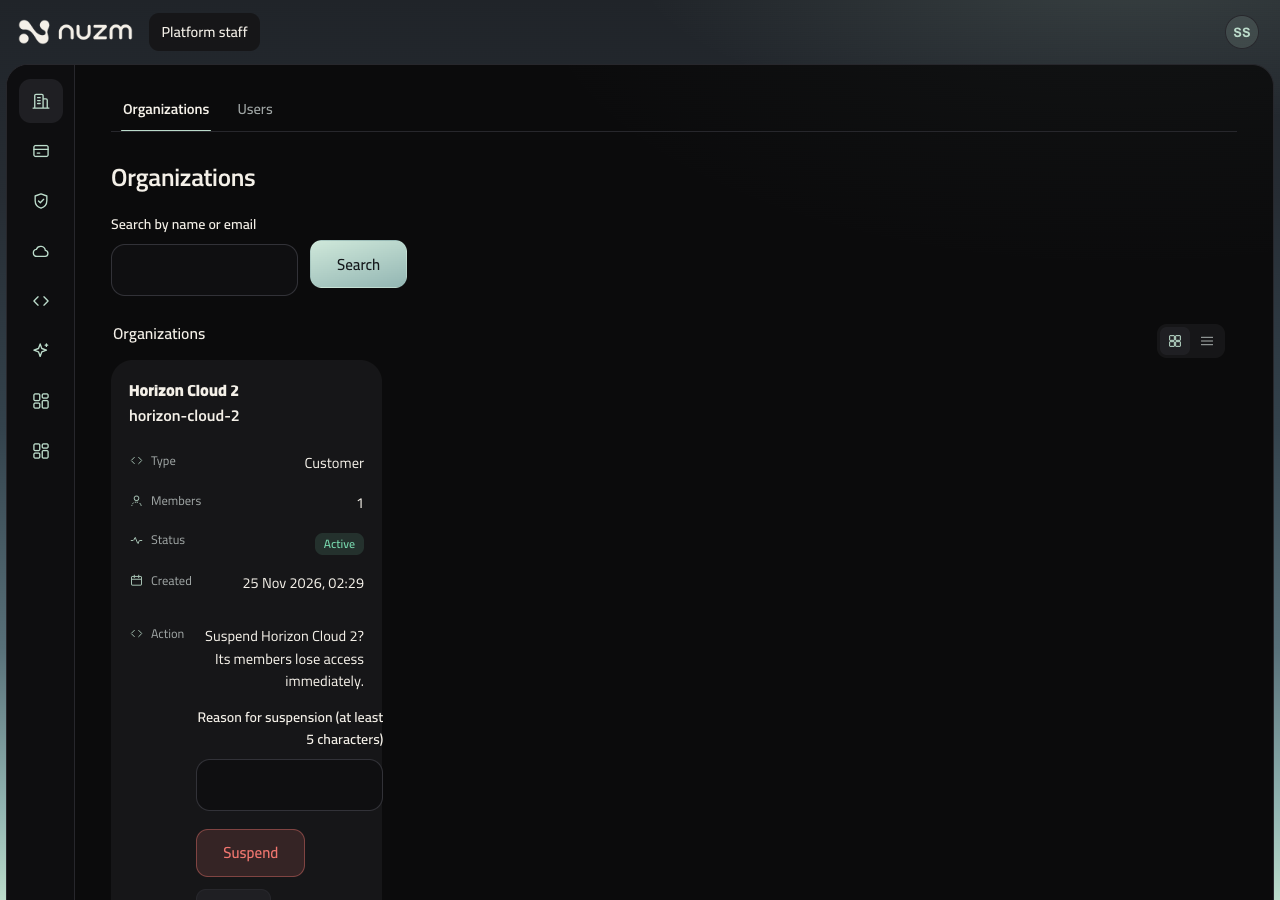 nuzm
Platform staff
SS
Organizations
Users
Organizations
Search by name or email
Search
Organizations
Horizon Cloud 2
horizon-cloud-2
Type
Customer
Members
1
Status
Active
Created
25 Nov 2026, 02:29
Action
Suspend Horizon Cloud 2?
Its members lose access
immediately.
Reason for suspension (at least
5 characters)
Suspend